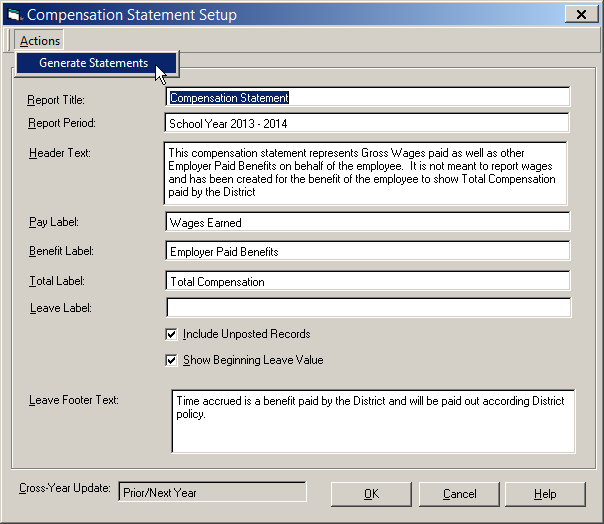 Compensation Statement Setup
Actions
Generate Statements
Report Title:
Compensation Statement
Report Period:
School Year 2013 - 2014
Header Text:
This compensation statement represents Gross Wages paid as well as other
Employer Paid Benefits on behalf of the employee.  It is not meant to report wages
and has been created for the benefit of the employee to show Total Compensation
paid by the District
Pay Label:
Wages Earned
Benefit Label:
Employer Paid Benefits
Total Label:
Total Compensation
Leave Label:
Include Unposted Records
Show Beginning Leave Value
Leave Footer Text:
Time accrued is a benefit paid by the District and will be paid out according District
policy.
Cross-Year Update:
Prior/Next Year
OK
Cancel
Help